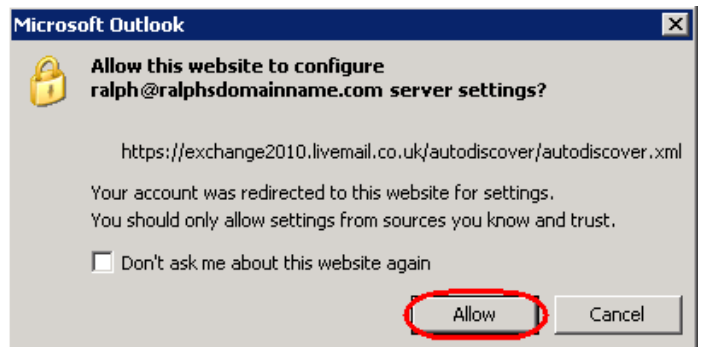 Microsoft Outlook
Allow this website to configure
ralph@ralphsdomainname.com server settings?
https://exchange2010.livemail.co.uk/autodiscover/autodiscover.xml
Your account was redirected to this website for settings.
You should only allow settings from sources you know and trust.
Don't ask me about this website again
Allow Cancel